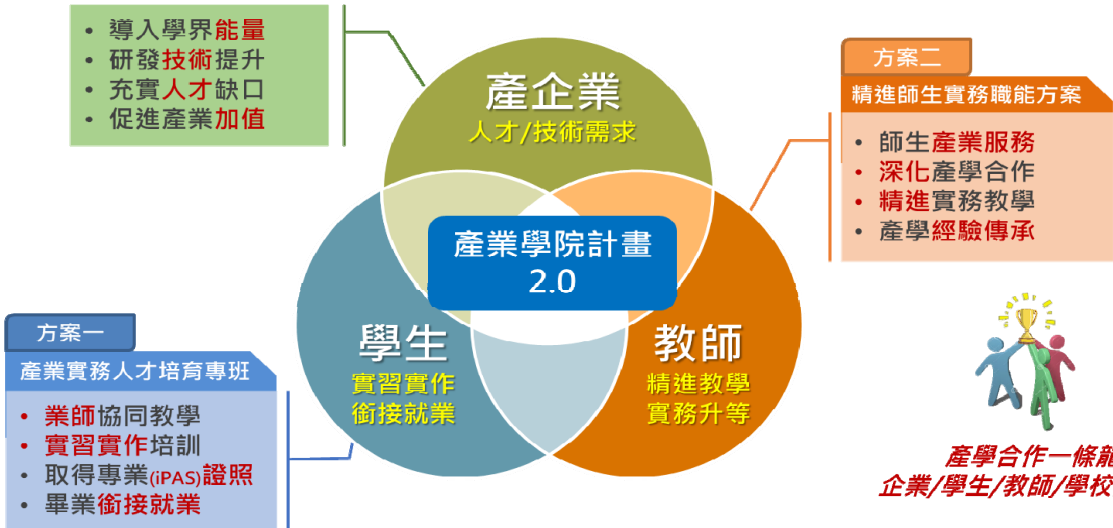 • 導入學界能量
• 研發技術提升
• 充實人才缺口
• 促進產業加值
產企業
人才/技術需求
方案二
精進師生實務職能方案
• 師生產業服務
• 深化產學合作
• 精進實務教學
• 產學經驗傳承
產業學院計畫
2.0
學生
實習實作
銜接就業
教師
精進教學
實務升等
方案一
產業實務人才培育專班
• 業師協同教學
• 實習實作培訓
• 取得專業(iPAS)證照
• 畢業銜接就業
產學合作一條龍
企業/學生/教師/學校